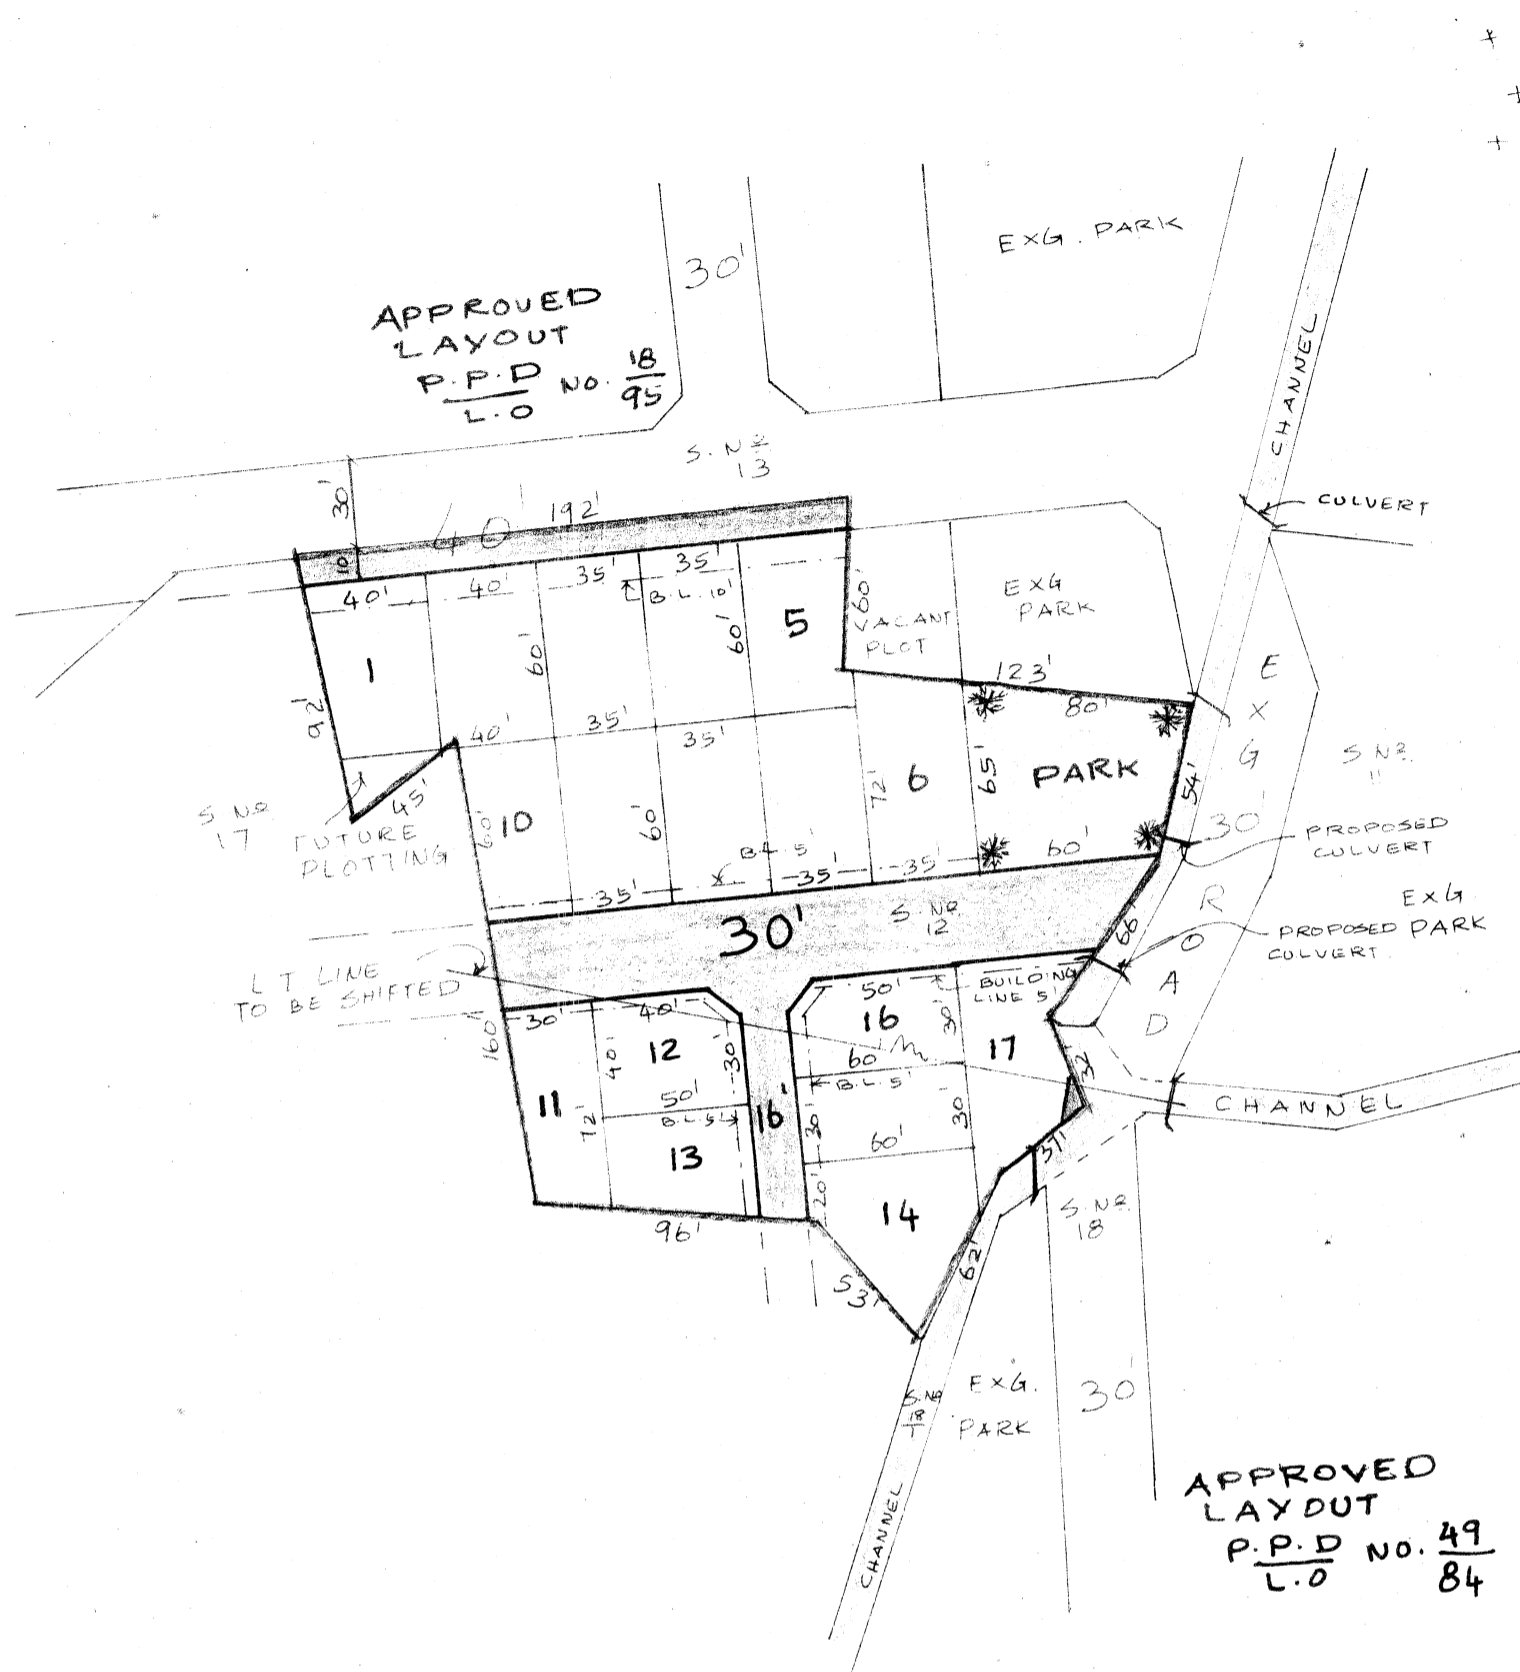 EXG. PARK
30'
APPROVED
LAYOUT
P.P.D NO. 18
L.O 95
CHANNEL
S. NO
13
CULVERT
30'
40'
192'
10'
40'
40'
35'
35'
B.L. 10'
60'
EXG
PARK
VACANT
PLOT
1
5
60'
60'
92'
123'
80'
E
X
G
30'
R
O
A
D
40'
35'
35'
S NO
11
6
PARK
72'
65'
54'
45'
S NO
17
FUTURE
PLOTTING
10
60'
60'
B.L. 5'
60'
PROPOSED
CULVERT
35'
35'
35'
30'
S. NO
12
66'
EXG
PARK
PROPOSED
CULVERT
L T LINE
TO BE SHIFTED
BUILDING
LINE 5'
50'
16
30'
17
30'
40'
12
40'
30'
160'
60'
B.L. 5'
32'
CHANNEL
11
50'
B.L. 5'
16'
30'
30'
72'
13
60'
37'
20'
14
S. NO
18
96'
62'
53'
S. NO
18
EXG.
PARK
30'
CHANNEL
APPROVED
LAYOUT
P.P.D NO. 49
L.O 84